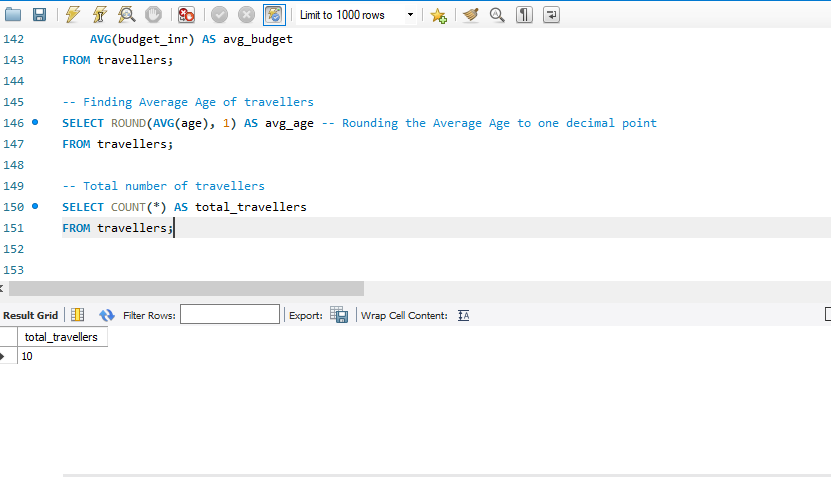 Limit to 1000 rows
142 AVG(budget_inr) AS avg_budget
143 FROM travellers;
144
145 -- Finding Average Age of travellers
146 SELECT ROUND(AVG(age), 1) AS avg_age -- Rounding the Average Age to one decimal point
147 FROM travellers;
148
149 -- Total number of travellers
150 SELECT COUNT(*) AS total_travellers
151 FROM travellers;
152
153
Result Grid Filter Rows: Export: Wrap Cell Content:
total_travellers
10